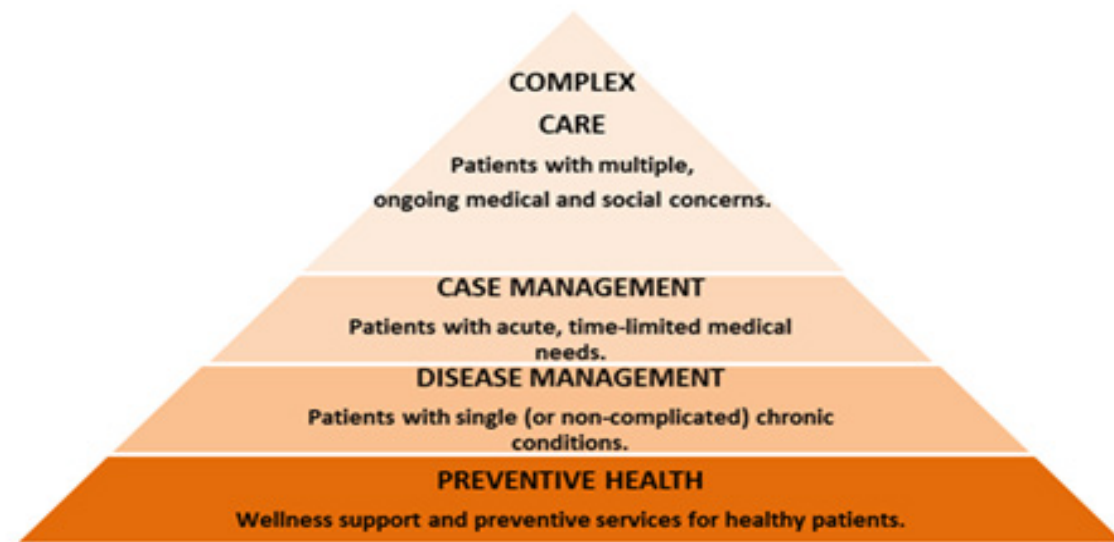 COMPLEX
CARE
Patients with multiple,
ongoing medical and social concerns.
CASE MANAGEMENT
Patients with acute, time-limited medical
needs.
DISEASE MANAGEMENT
Patients with single (or non-complicated) chronic
conditions.
PREVENTIVE HEALTH
Wellness support and preventive services for healthy patients.